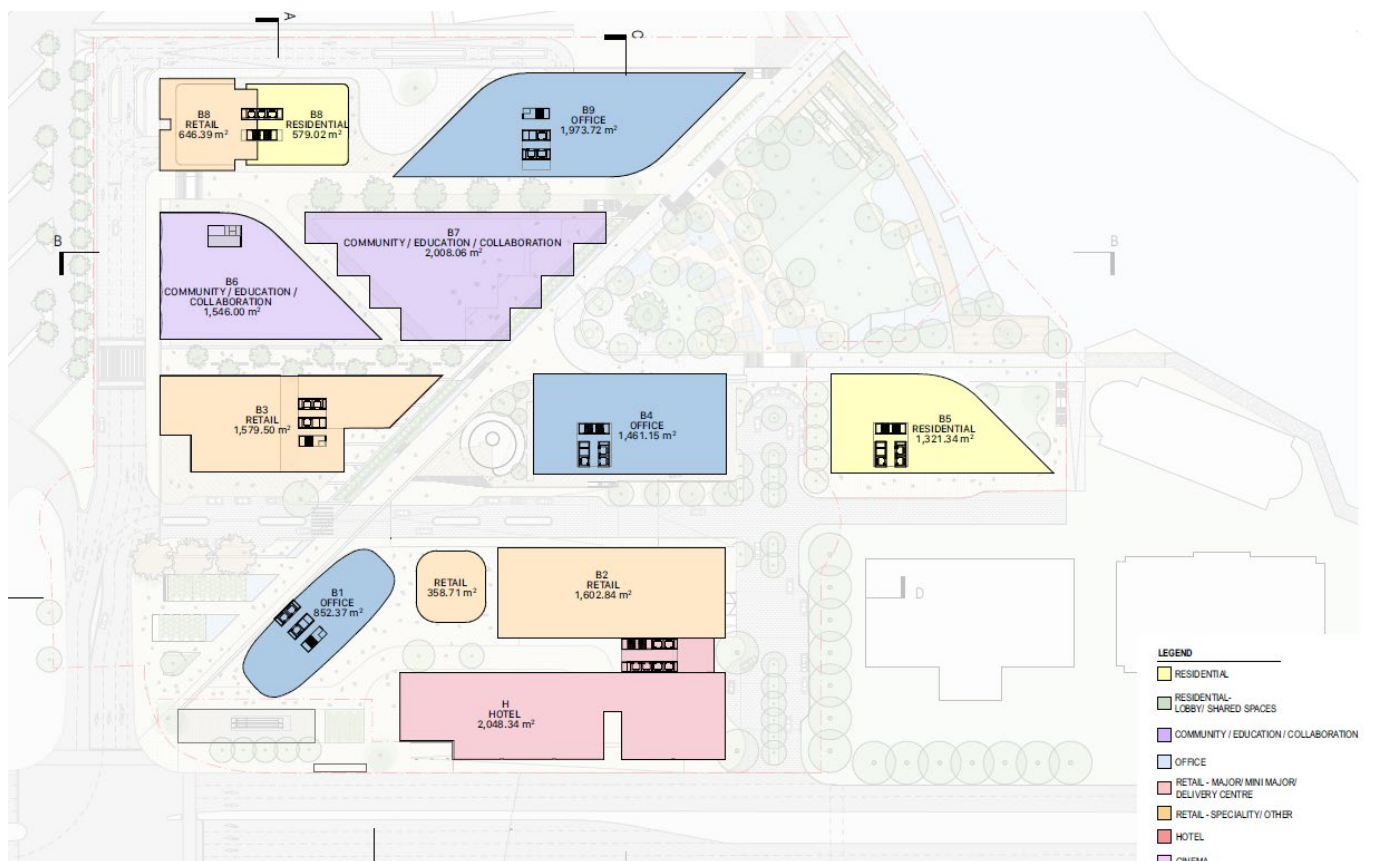 A
C
B8
RETAIL
646.39 m²
B8
RESIDENTIAL
579.02 m²
B9
OFFICE
1,973.72 m²
B
B7
COMMUNITY / EDUCATION / COLLABORATION
2,008.06 m²
B
B6
COMMUNITY / EDUCATION /
COLLABORATION
1,546.00 m²
B3
RETAIL
1,579.50 m²
B4
OFFICE
1,461.15 m²
B5
RESIDENTIAL
1,321.34 m²
B1
OFFICE
852.37 m²
RETAIL
358.71 m²
B2
RETAIL
1,602.84 m²
D
H
HOTEL
2,048.34 m²
LEGEND
RESIDENTIAL
RESIDENTIAL-
LOBBY/ SHARED SPACES
COMMUNITY / EDUCATION / COLLABORATION
OFFICE
RETAIL - MAJOR/ MINI MAJOR/
DELIVERY CENTRE
RETAIL - SPECIALITY/ OTHER
HOTEL
CINEMA